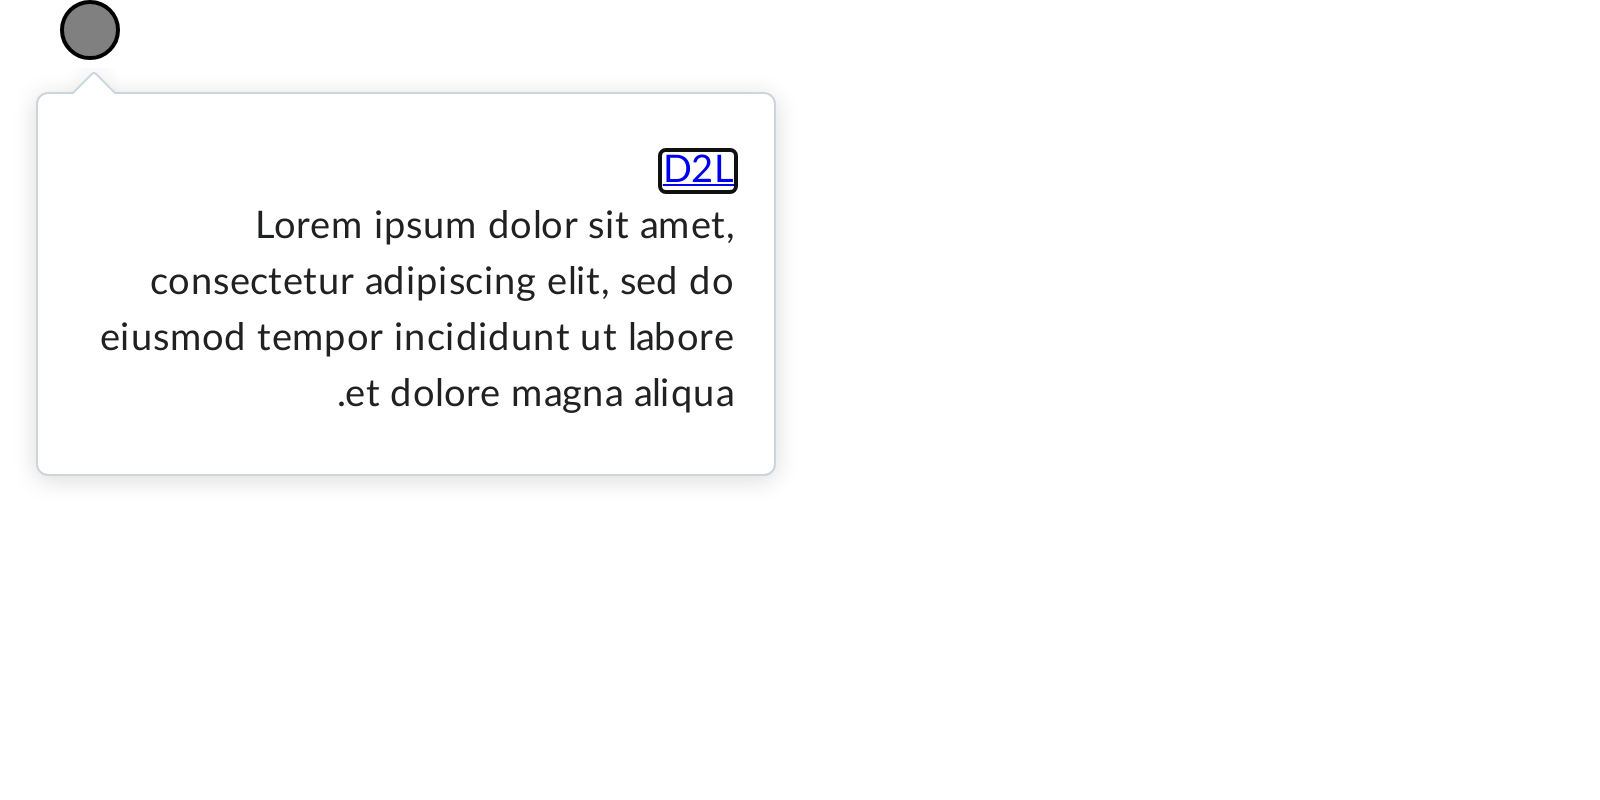 D2L
Lorem ipsum dolor sit amet,
consectetur adipiscing elit, sed do
eiusmod tempor incididunt ut labore
.et dolore magna aliqua